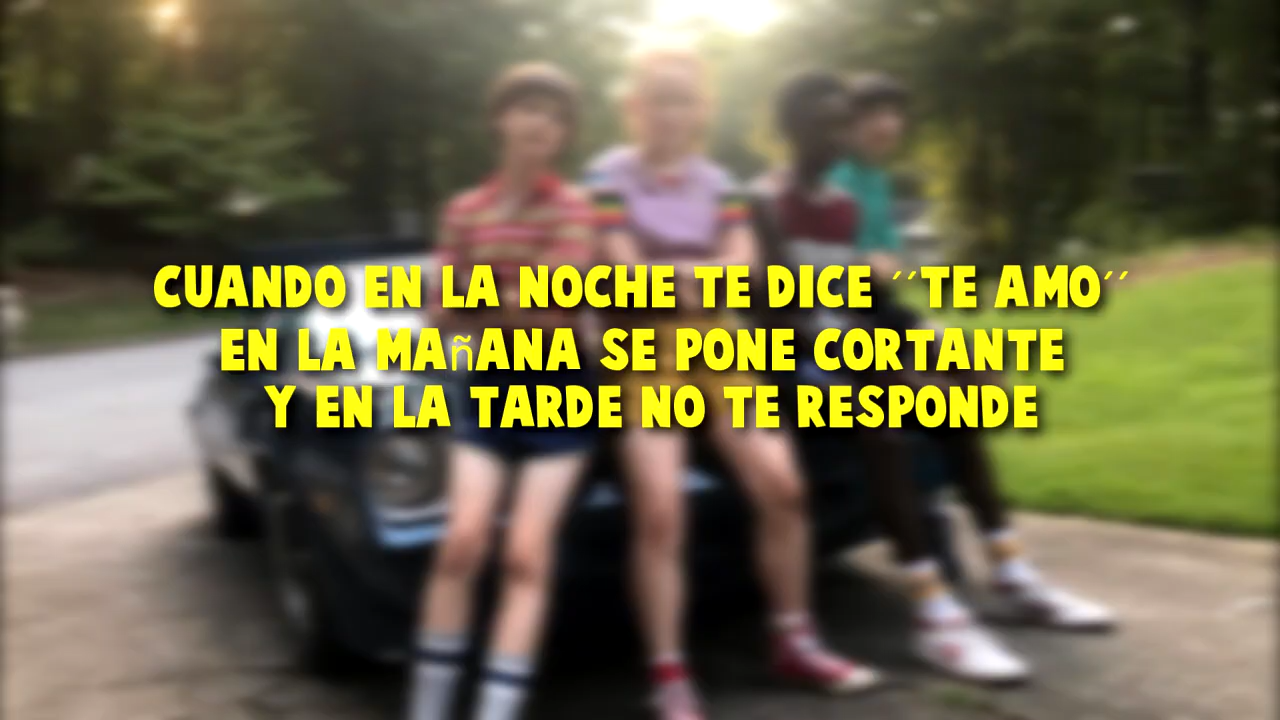 CUANDO EN LA NOCHE TE DICE ´´TE AMO´´
EN LA MAñANA SE PONE CORTANTE
Y EN LA TARDE NO TE RESPONDE